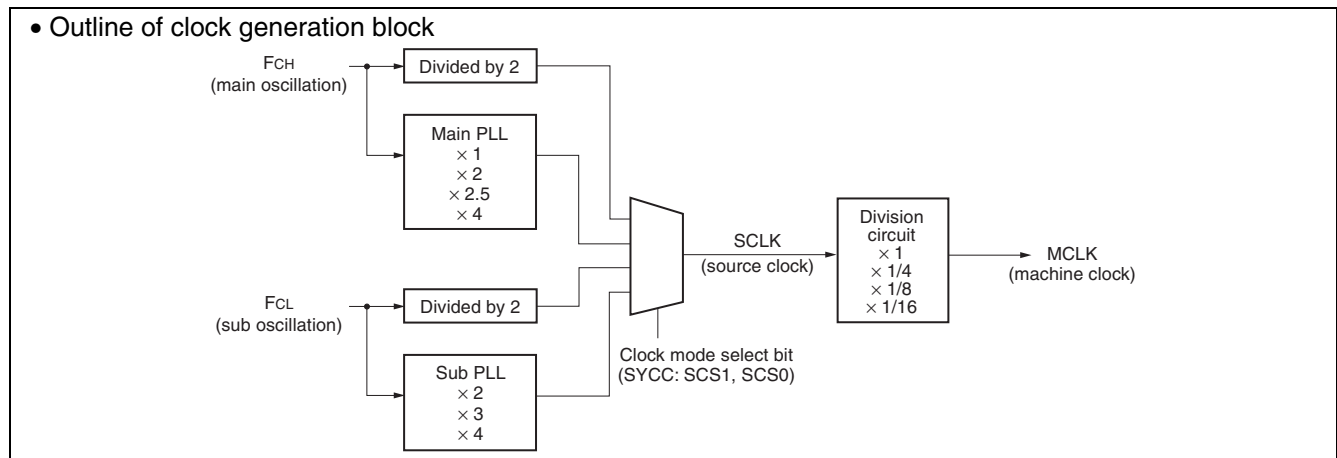 • Outline of clock generation block
FCH
(main oscillation)
Divided by 2
Main PLL
× 1
× 2
× 2.5
× 4
FCL
(sub oscillation)
Divided by 2
Sub PLL
× 2
× 3
× 4
Clock mode select bit
(SYCC: SCS1, SCS0)
SCLK
(source clock)
Division
circuit
× 1
× 1/4
× 1/8
× 1/16
MCLK
(machine clock)